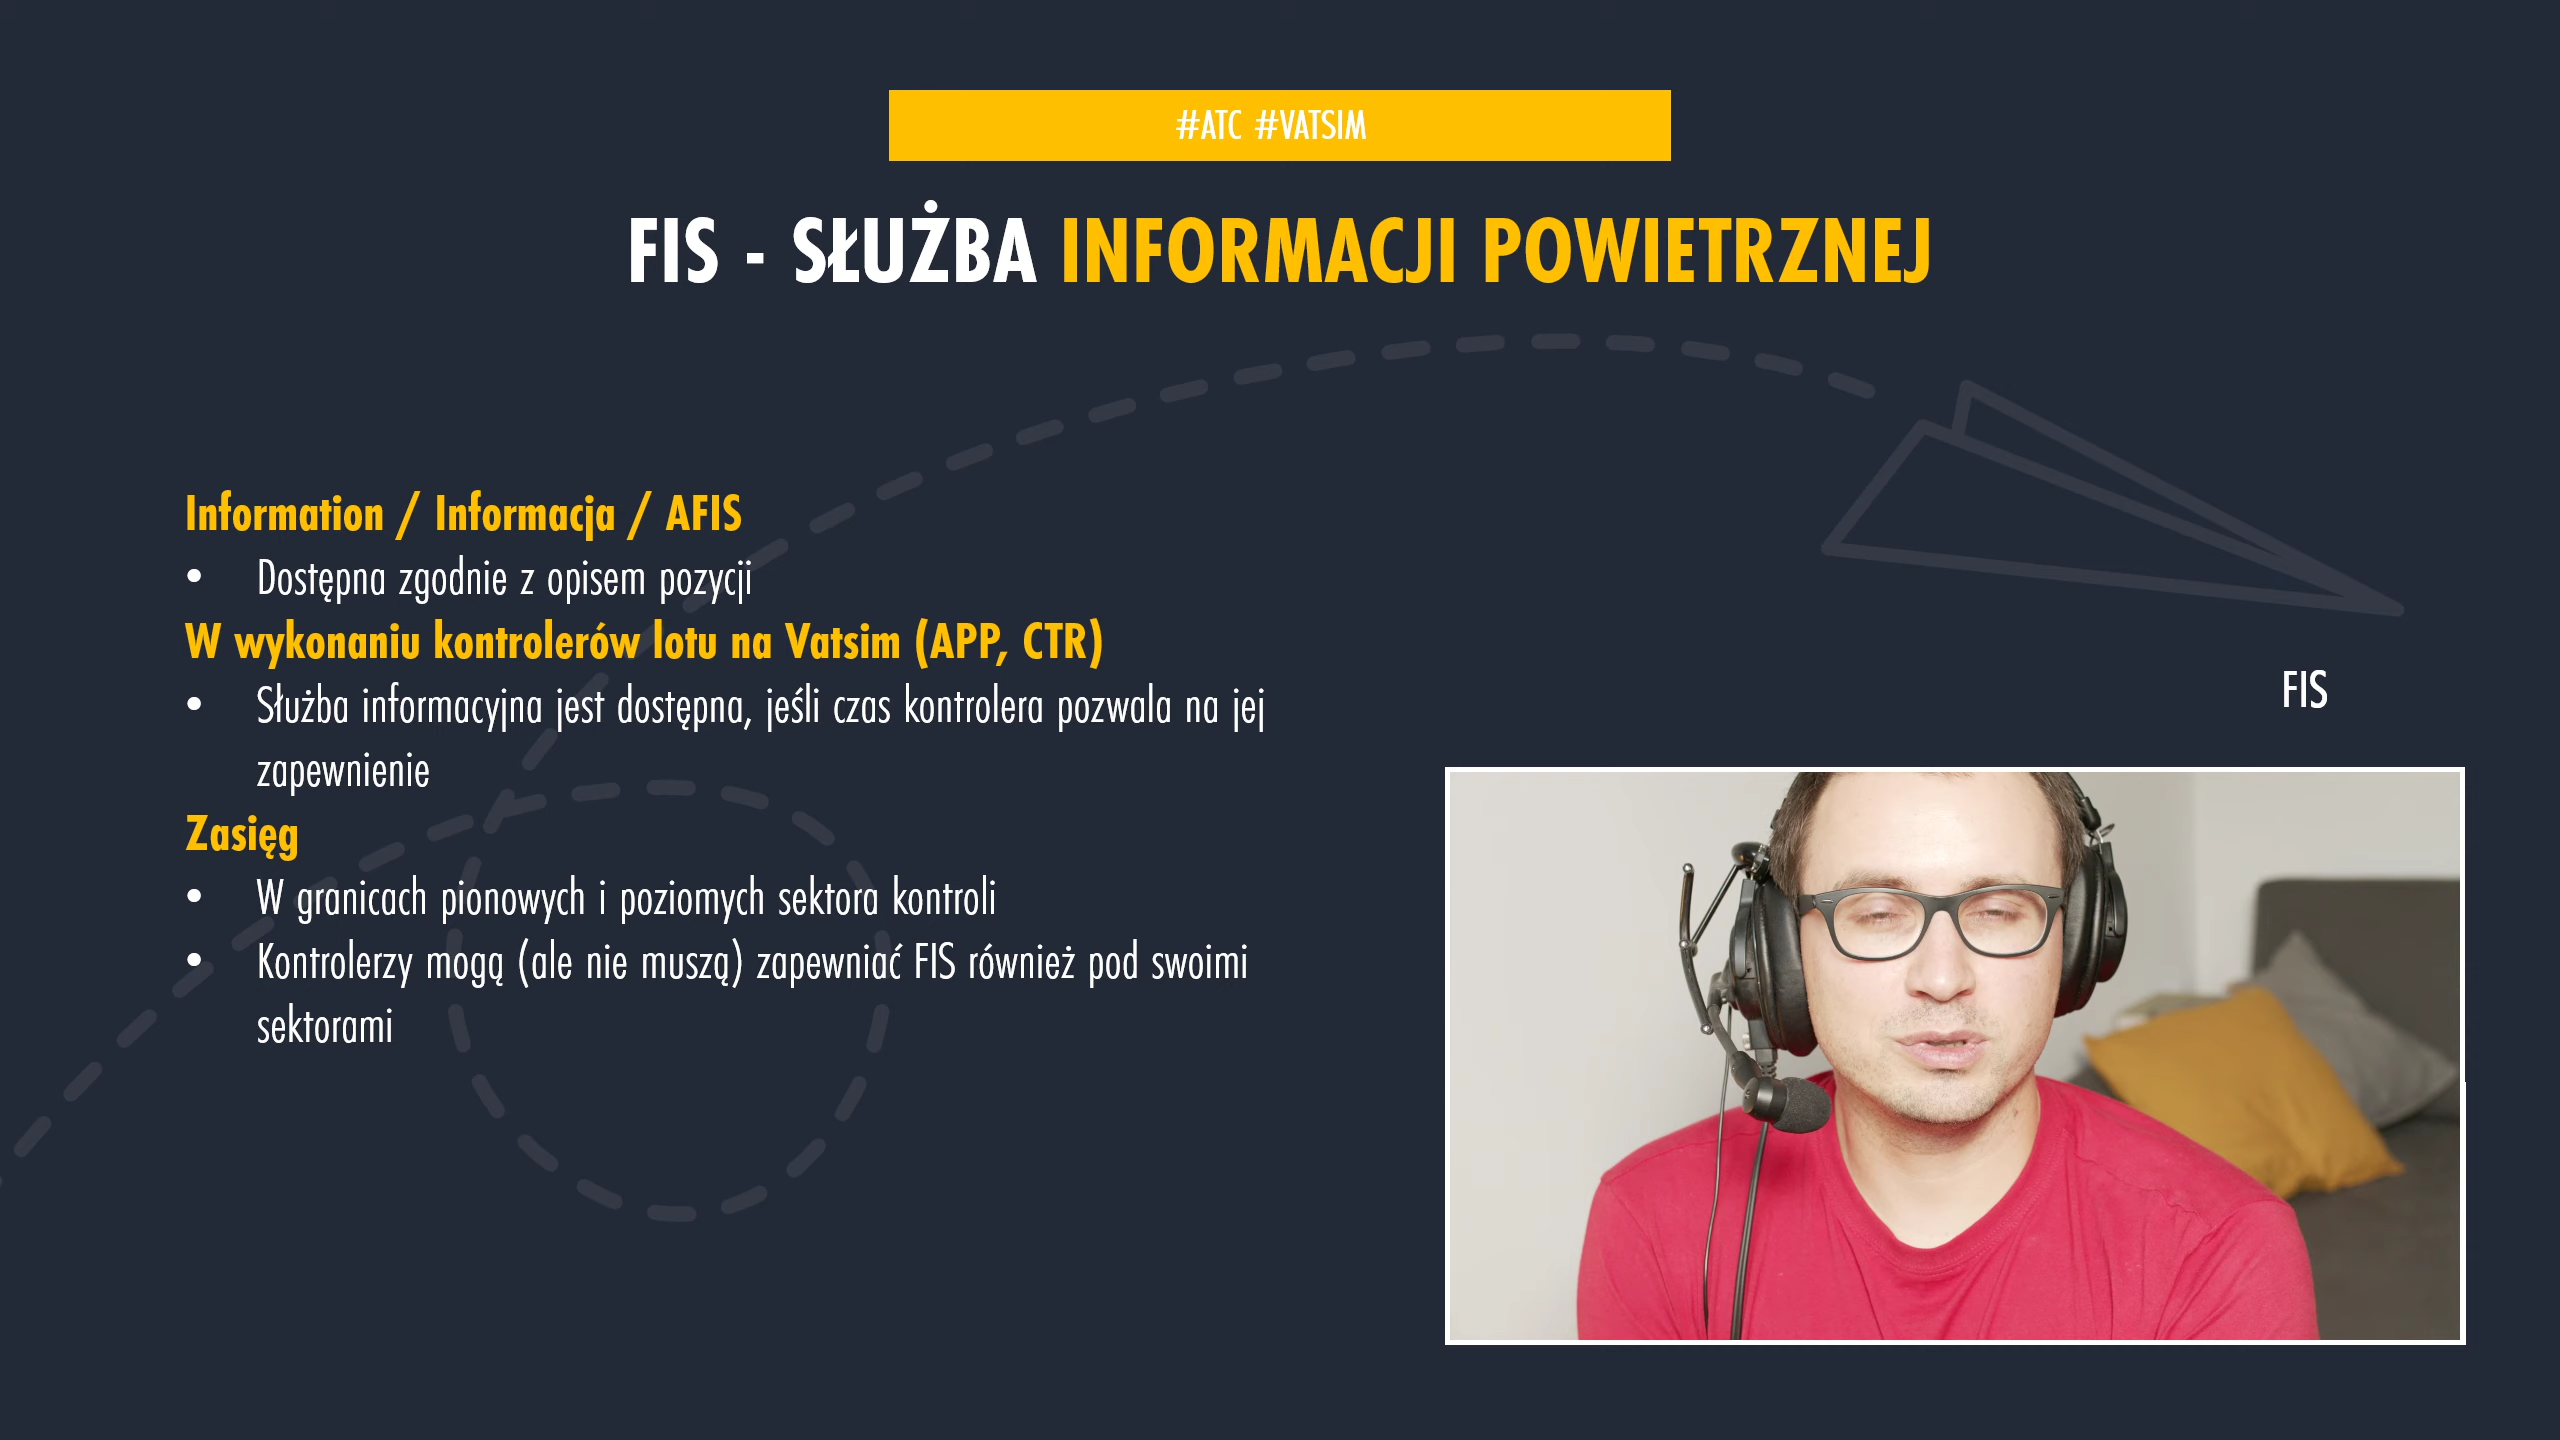 #ATC #VATSIM
FIS - SŁUŻBA INFORMACJI POWIETRZNEJ
Information / Informacja / AFIS
• Dostępna zgodnie z opisem pozycji
W wykonaniu kontrolerów lotu na Vatsim (APP, CTR)
• Służba informacyjna jest dostępna, jeśli czas kontrolera pozwala na jej
zapewnienie
Zasięg
• W granicach pionowych i poziomych sektora kontroli
• Kontrolerzy mogą (ale nie muszą) zapewniać FIS również pod swoimi
sektorami
FIS